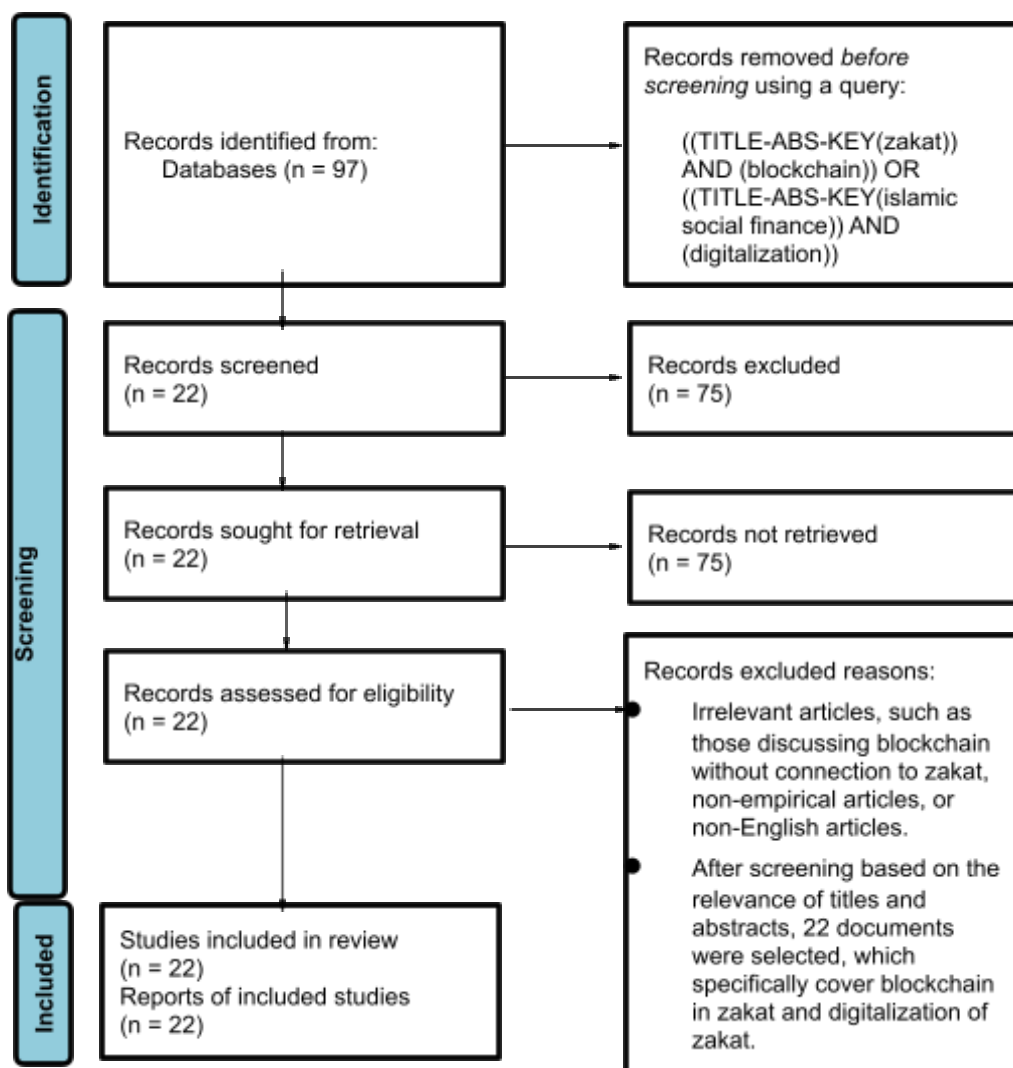 Identification
Records identified from:
Databases (n = 97)
Records removed before
screening using a query:
((TITLE-ABS-KEY(zakat))
AND (blockchain)) OR
((TITLE-ABS-KEY(islamic
social finance)) AND
(digitalization))
Screening
Records screened
(n = 22)
Records excluded
(n = 75)
Records sought for retrieval
(n = 22)
Records not retrieved
(n = 75)
Records assessed for eligibility
(n = 22)
Records excluded reasons:
● Irrelevant articles, such as
those discussing blockchain
without connection to zakat,
non-empirical articles, or
non-English articles.
● After screening based on the
relevance of titles and
abstracts, 22 documents
were selected, which
specifically cover blockchain
in zakat and digitalization of
zakat.
Included
Studies included in review
(n = 22)
Reports of included studies
(n = 22)